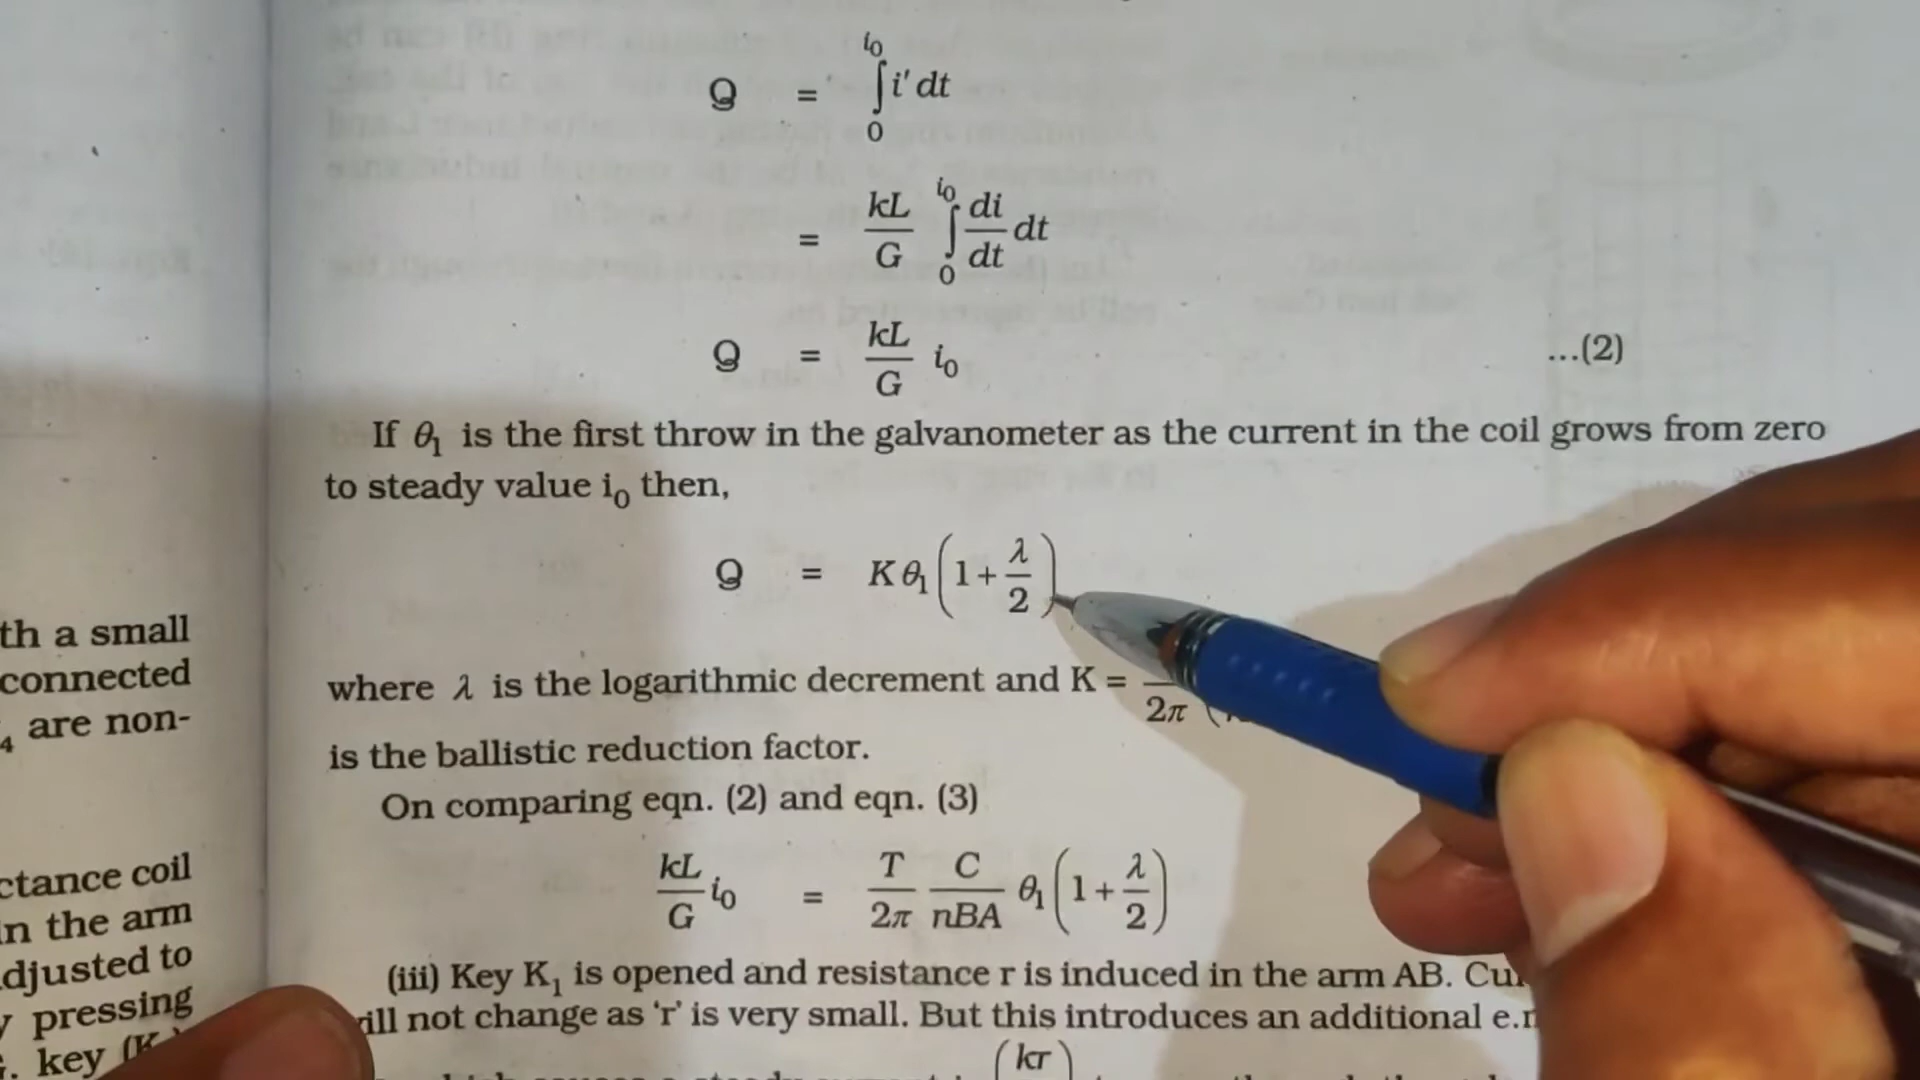 Q = ∫₀^i₀ i' dt
= kL/G ∫₀^i₀ di/dt dt
Q = kL/G i₀ ...(2)
If θ₁ is the first throw in the galvanometer as the current in the coil grows from zero
to steady value i₀ then,
Q = K θ₁ (1 + λ/2)
where λ is the logarithmic decrement and K = 2π
is the ballistic reduction factor.
On comparing eqn. (2) and eqn. (3)
kL/G i₀ = T/2π C/nBA θ₁ (1 + λ/2)
(iii) Key K₁ is opened and resistance r is induced in the arm AB.
ill not change as 'r' is very small. But this introduces an additional
(kr)
th a small
connected
4 are non-
ctance coil
in the arm
djusted to
y pressing
key (K